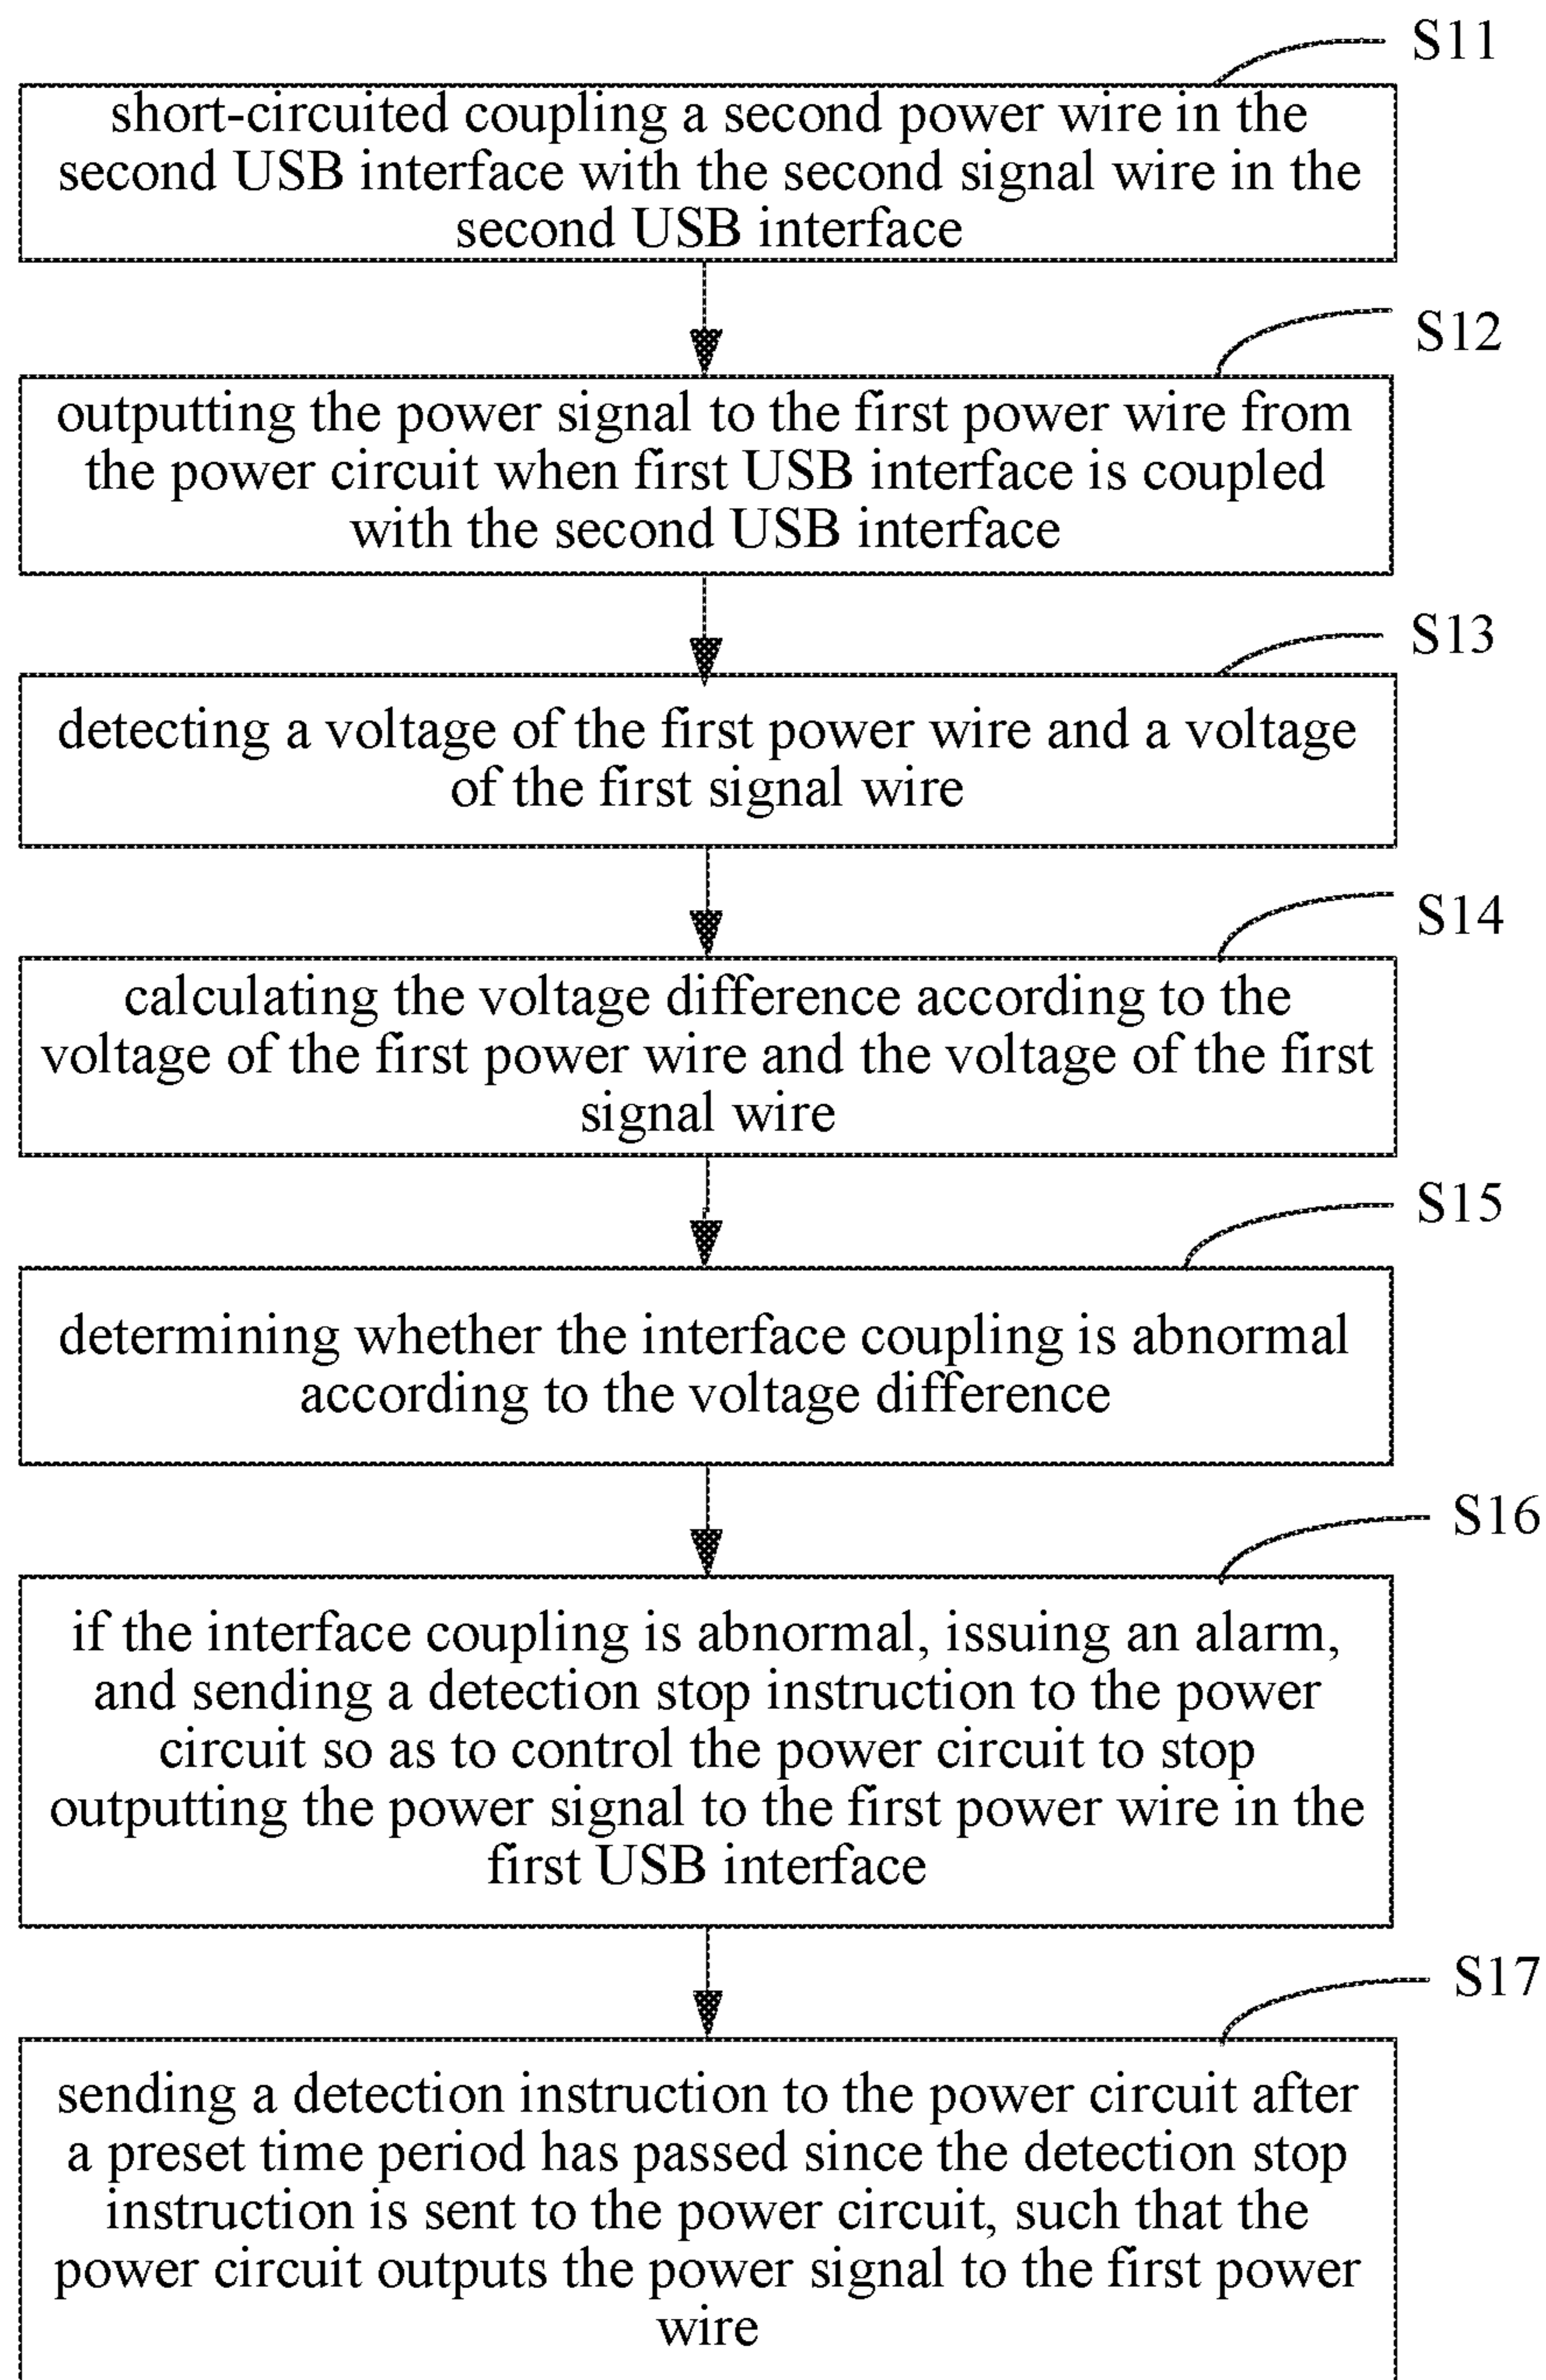 S11
short-circuited coupling a second power wire in the
second USB interface with the second signal wire in the
second USB interface
S12
outputting the power signal to the first power wire from
the power circuit when first USB interface is coupled
with the second USB interface
S13
detecting a voltage of the first power wire and a voltage
of the first signal wire
S14
calculating the voltage difference according to the
voltage of the first power wire and the voltage of the first
signal wire
S15
determining whether the interface coupling is abnormal
according to the voltage difference
S16
if the interface coupling is abnormal, issuing an alarm,
and sending a detection stop instruction to the power
circuit so as to control the power circuit to stop
outputting the power signal to the first power wire in the
first USB interface
S17
sending a detection instruction to the power circuit after
a preset time period has passed since the detection stop
instruction is sent to the power circuit, such that the
power circuit outputs the power signal to the first power
wire